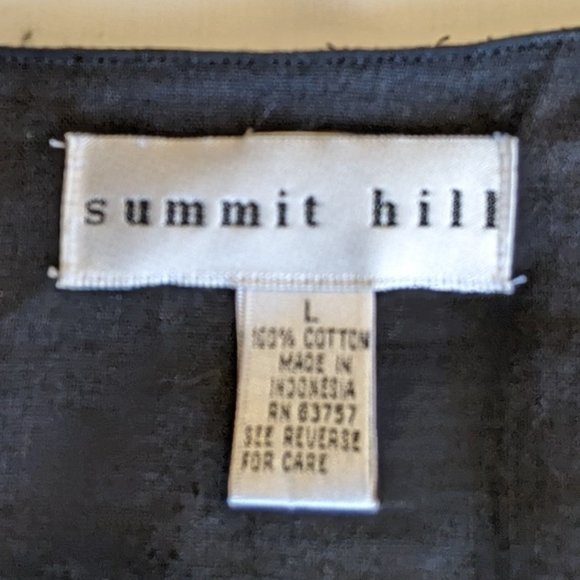 summit hill
L
100% COTTON
MADE IN
INDONESIA
RN 83757
SEE REVERSE
FOR CARE